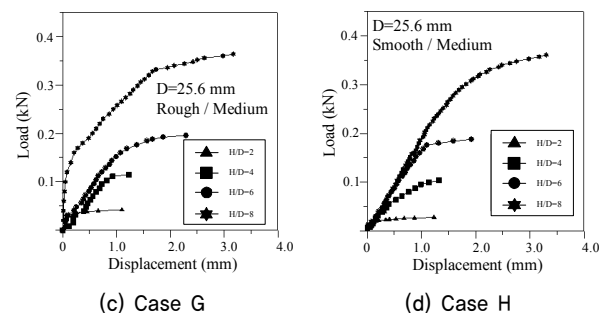 0.4
0.3
0.2
0.1
Load (kN)
D=25.6 mm
Rough / Medium
H/D=2
H/D=4
H/D=6
H/D=8
0
1.0
2.0
3.0
4.0
Displacement (mm)
(c) Case G
0.4
0.3
0.2
0.1
Load (kN)
D=25.6 mm
Smooth / Medium
H/D=2
H/D=4
H/D=6
H/D=8
0
1.0
2.0
3.0
4.0
Displacement (mm)
(d) Case H